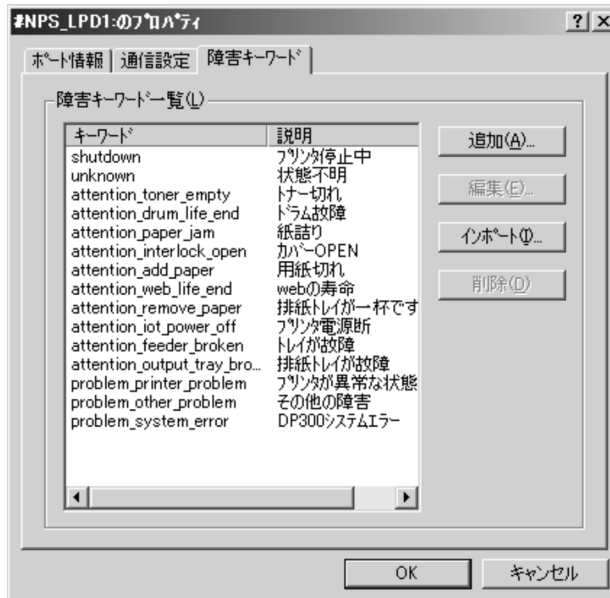 #NPS_LPD1:のプロパティ
ポート情報 通信設定 障害キーワード
障害キーワード一覧(L)
キーワード 説明
shutdown プリンタ停止中
unknown 状態不明
attention_toner_empty トナー切れ
attention_drum_life_end ドラム故障
attention_paper_jam 紙詰り
attention_interlock_open カバーOPEN
attention_add_paper 用紙切れ
attention_web_life_end webの寿命
attention_remove_paper 排紙トレイが一杯です
attention_iot_power_off プリンタ電源断
attention_feeder_broken トレイが故障
attention_output_tray_bro... 排紙トレイが故障
problem_printer_problem プリンタが異常な状態
problem_other_problem その他の障害
problem_system_error DP300システムエラー
追加(A)...
編集(E)...
インポート(I)...
削除(D)
OK キャンセル